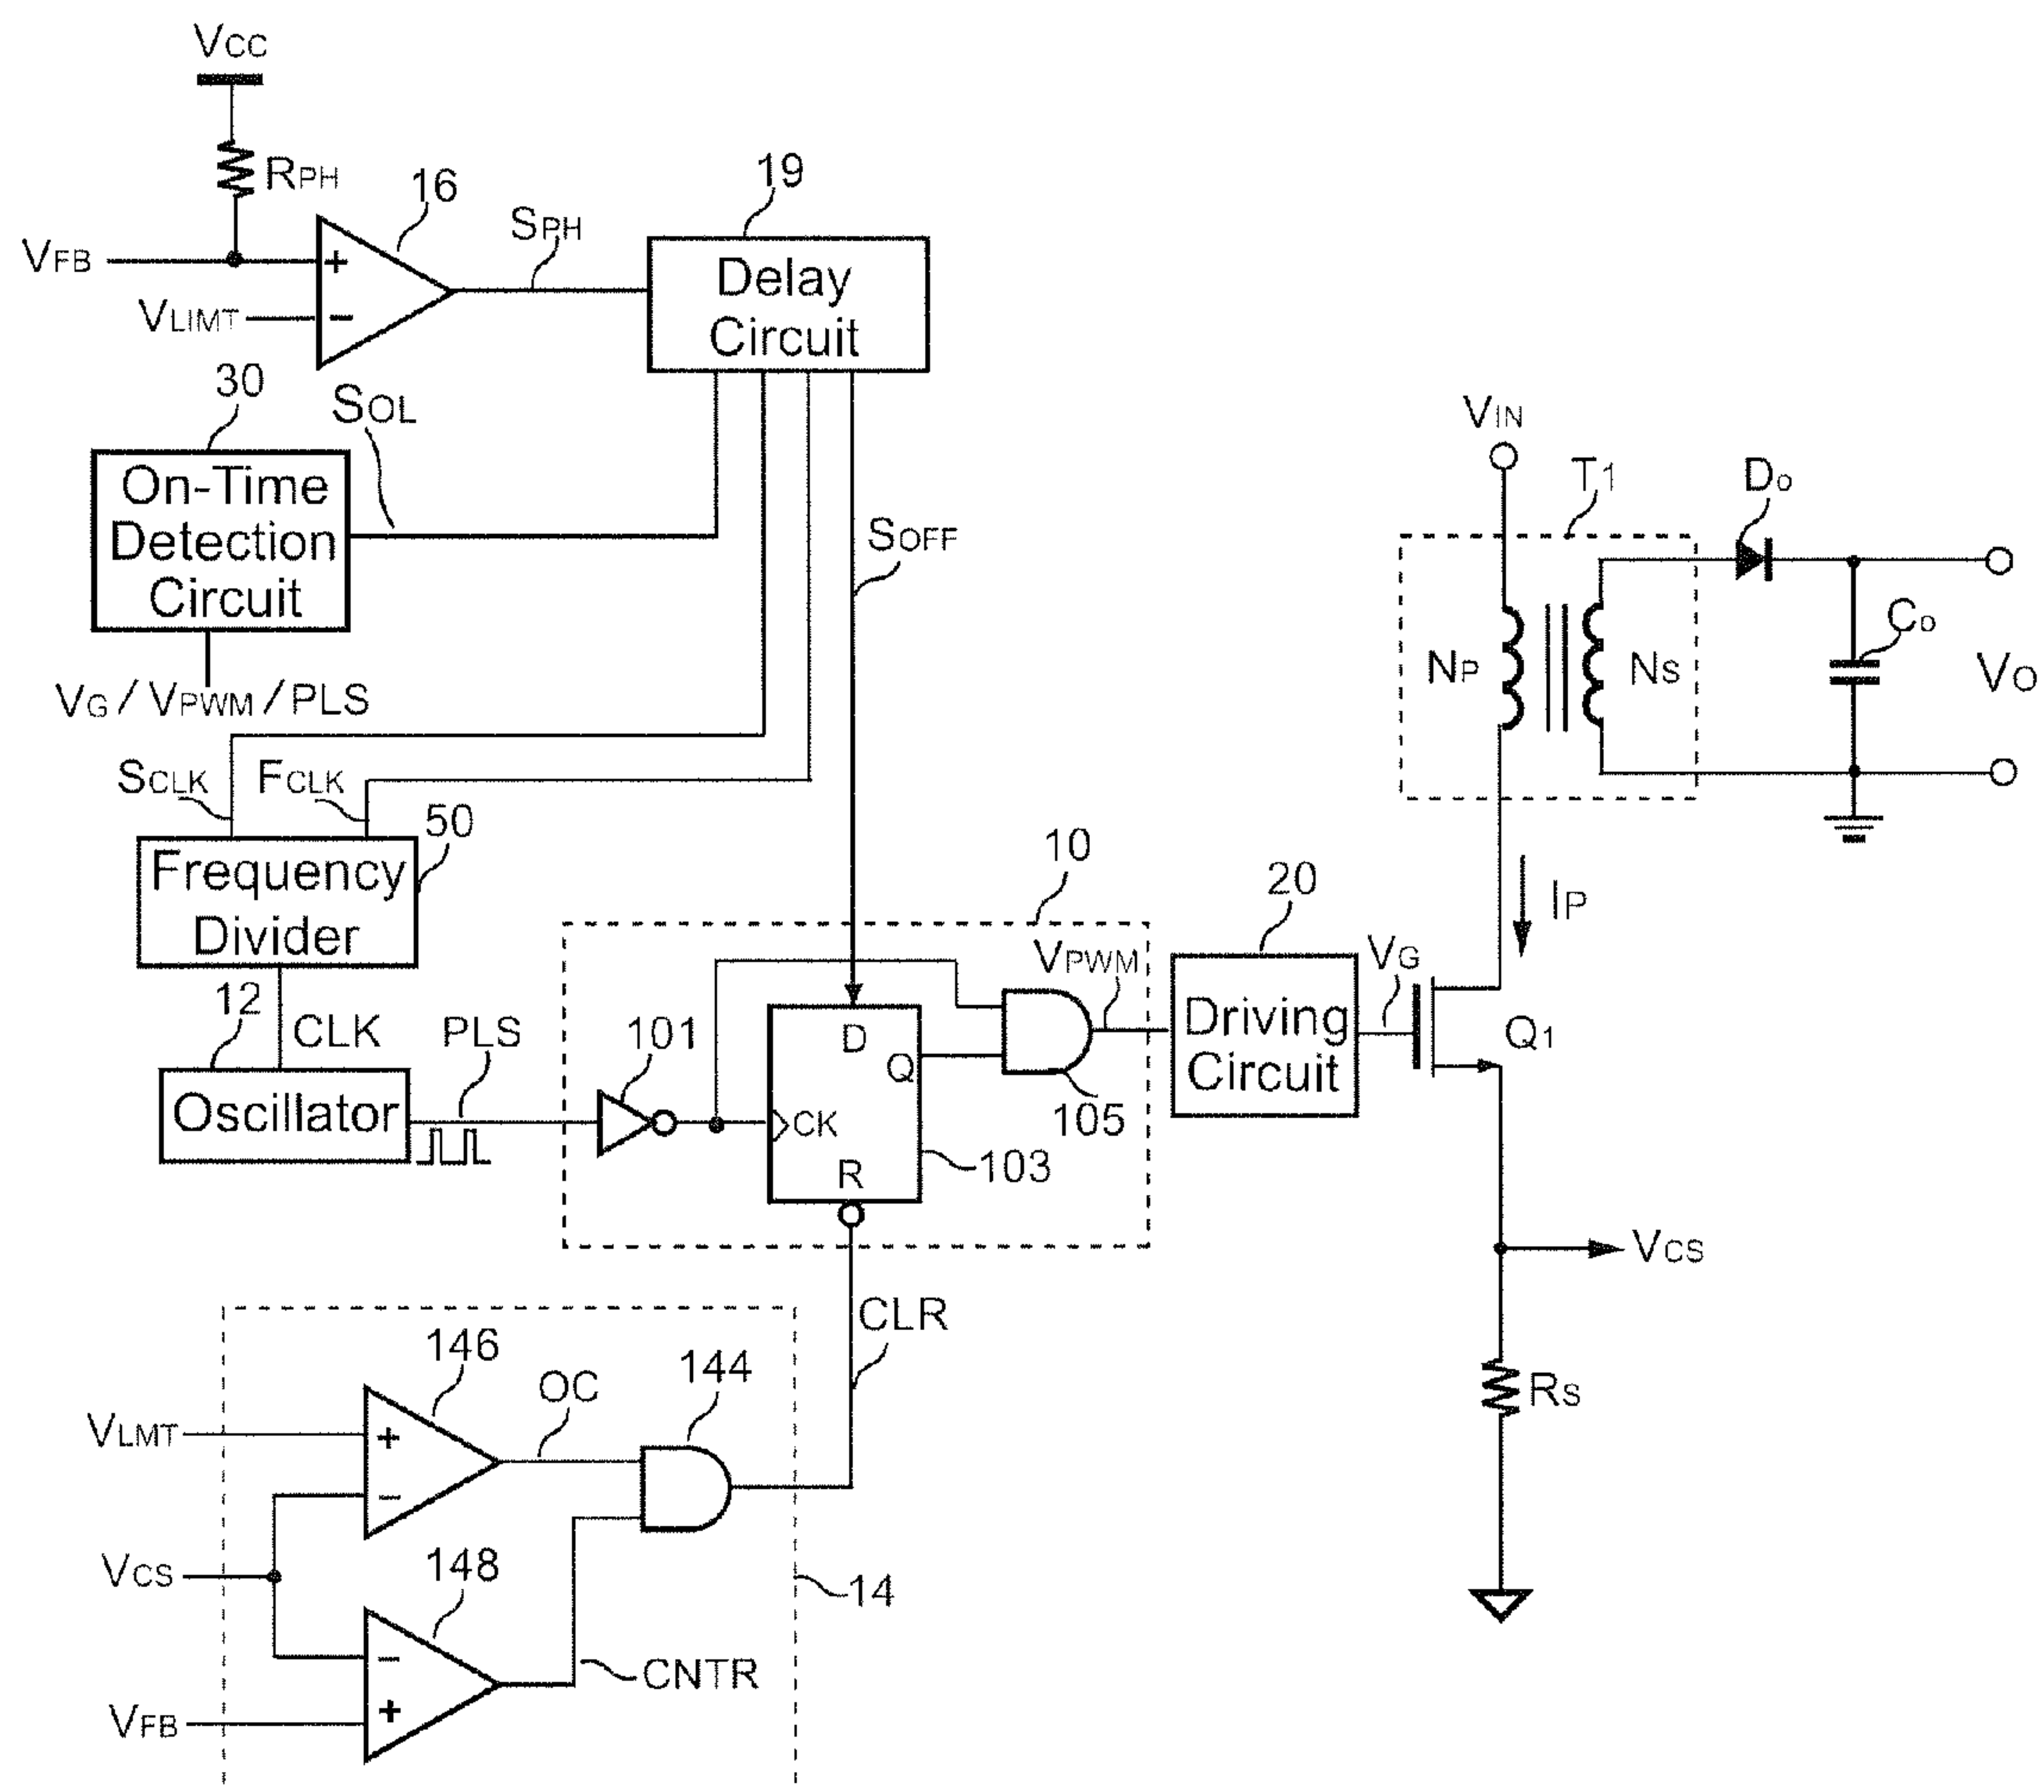 VCC
RPH
16
19
SPH
VFB
+
VLIMT
−
Delay
Circuit
30
SOL
On-Time
Detection
Circuit
SOFF
VG / VPWM / PLS
VIN
T1
Do
Co
NP
NS
VO
SCLK
FCLK
50
Frequency
Divider
10
20
IP
VPWM
VG
12
CLK
PLS
101
D
Q
CK
R
103
105
Driving
Circuit
Q1
Oscillator
VCS
CLR
RS
146
OC
144
VLMT
+
−
VCS
148
14
−
CNTR
VFB
+